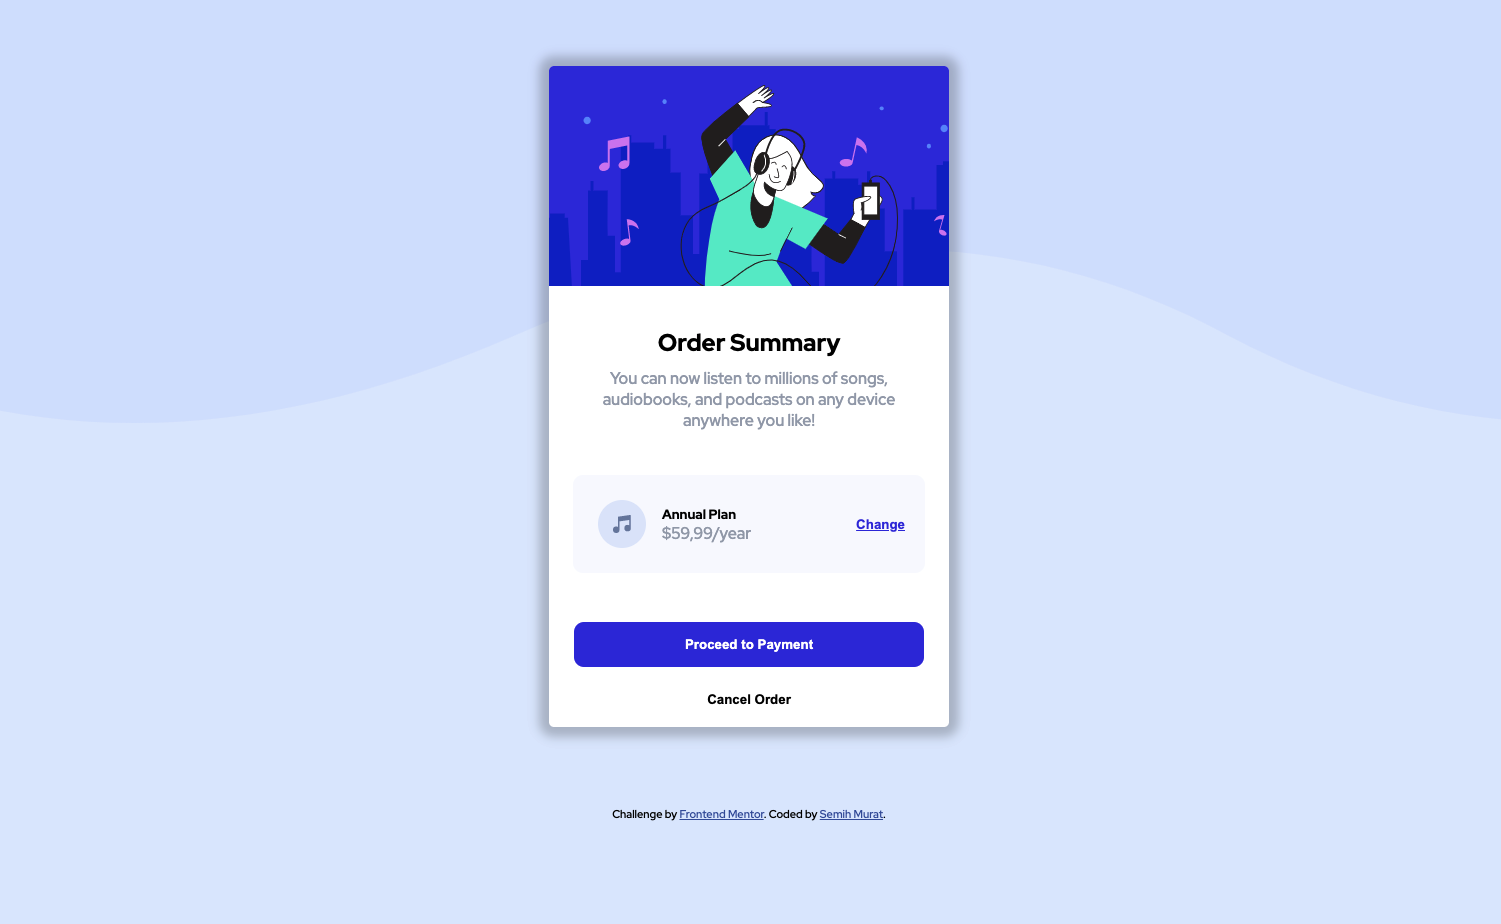 Order Summary
You can now listen to millions of songs,
audiobooks, and podcasts on any device
anywhere you like!
Annual Plan
$59,99/year
Change
Proceed to Payment
Cancel Order
Challenge by Frontend Mentor. Coded by Semih Murat.